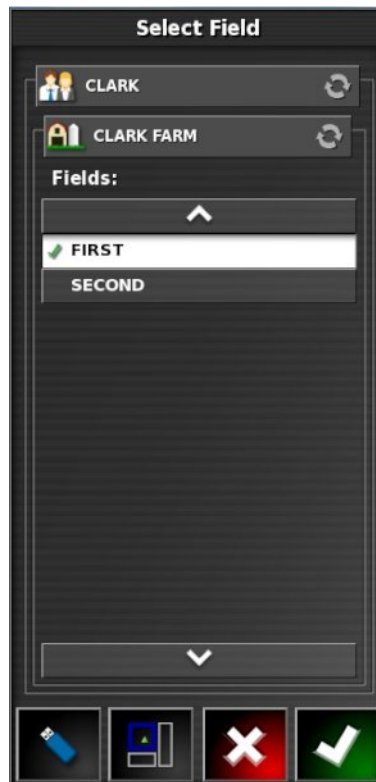 Select Field
CLARK
CLARK FARM
Fields:
FIRST
SECOND